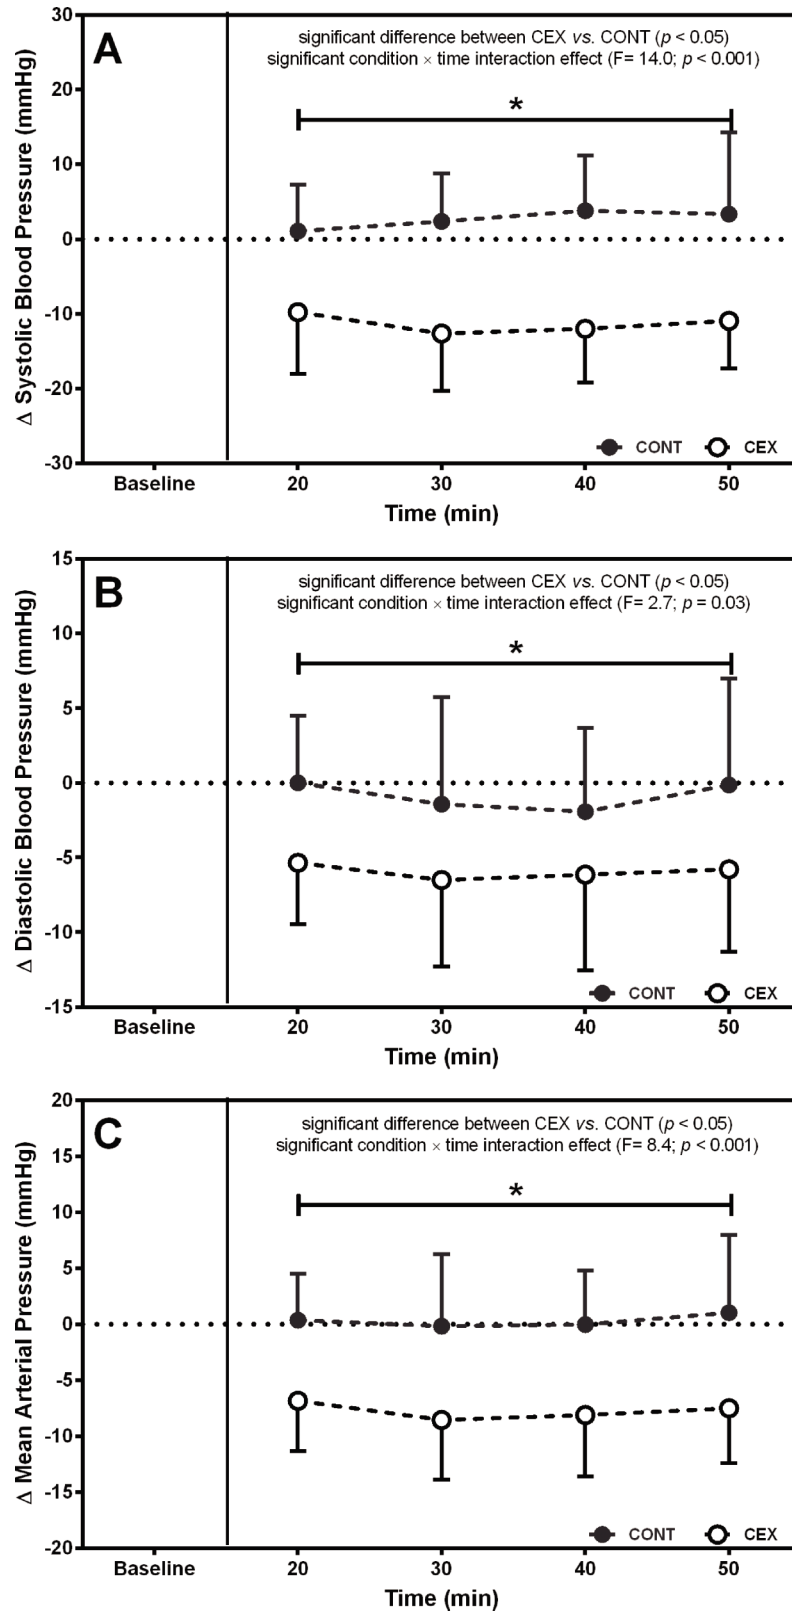 A
significant difference between CEX vs. CONT (p < 0.05)
significant condition × time interaction effect (F= 14.0; p < 0.001)
Δ Systolic Blood Pressure (mmHg)
30
20
10
0
-10
-20
-30
*
CONT
CEX
Baseline
20
30
40
50
Time (min)
B
significant difference between CEX vs. CONT (p < 0.05)
significant condition × time interaction effect (F= 2.7; p = 0.03)
Δ Diastolic Blood Pressure (mmHg)
15
10
5
0
-5
-10
-15
*
CONT
CEX
Baseline
20
30
40
50
Time (min)
C
significant difference between CEX vs. CONT (p < 0.05)
significant condition × time interaction effect (F= 8.4; p < 0.001)
Δ Mean Arterial Pressure (mmHg)
20
15
10
5
0
-5
-10
-15
-20
*
CONT
CEX
Baseline
20
30
40
50
Time (min)